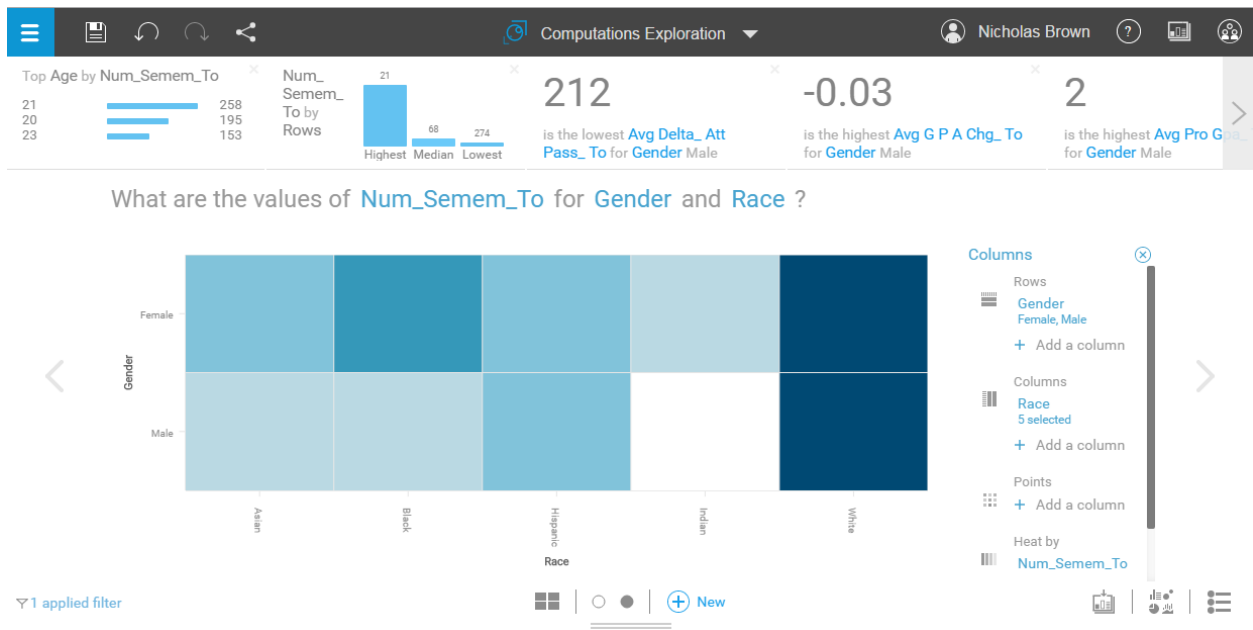 Computations Exploration
Nicholas Brown
?
Top Age by Num_Semem_To
21 258
20 195
23 153
Num_
Semem_
To by
Rows
21
68
274
Highest Median Lowest
212
is the lowest Avg Delta_ Att
Pass_ To for Gender Male
-0.03
is the highest Avg G P A Chg_ To
for Gender Male
2
is the highest Avg Pro Gpa_
for Gender Male
What are the values of Num_Semem_To for Gender and Race ?
Gender
Female
Male
Asian
Black
Hispanic
Indian
White
Race
Columns
Rows
Gender
Female, Male
+ Add a column
Columns
Race
5 selected
+ Add a column
Points
+ Add a column
Heat by
Num_Semem_To
1 applied filter
New